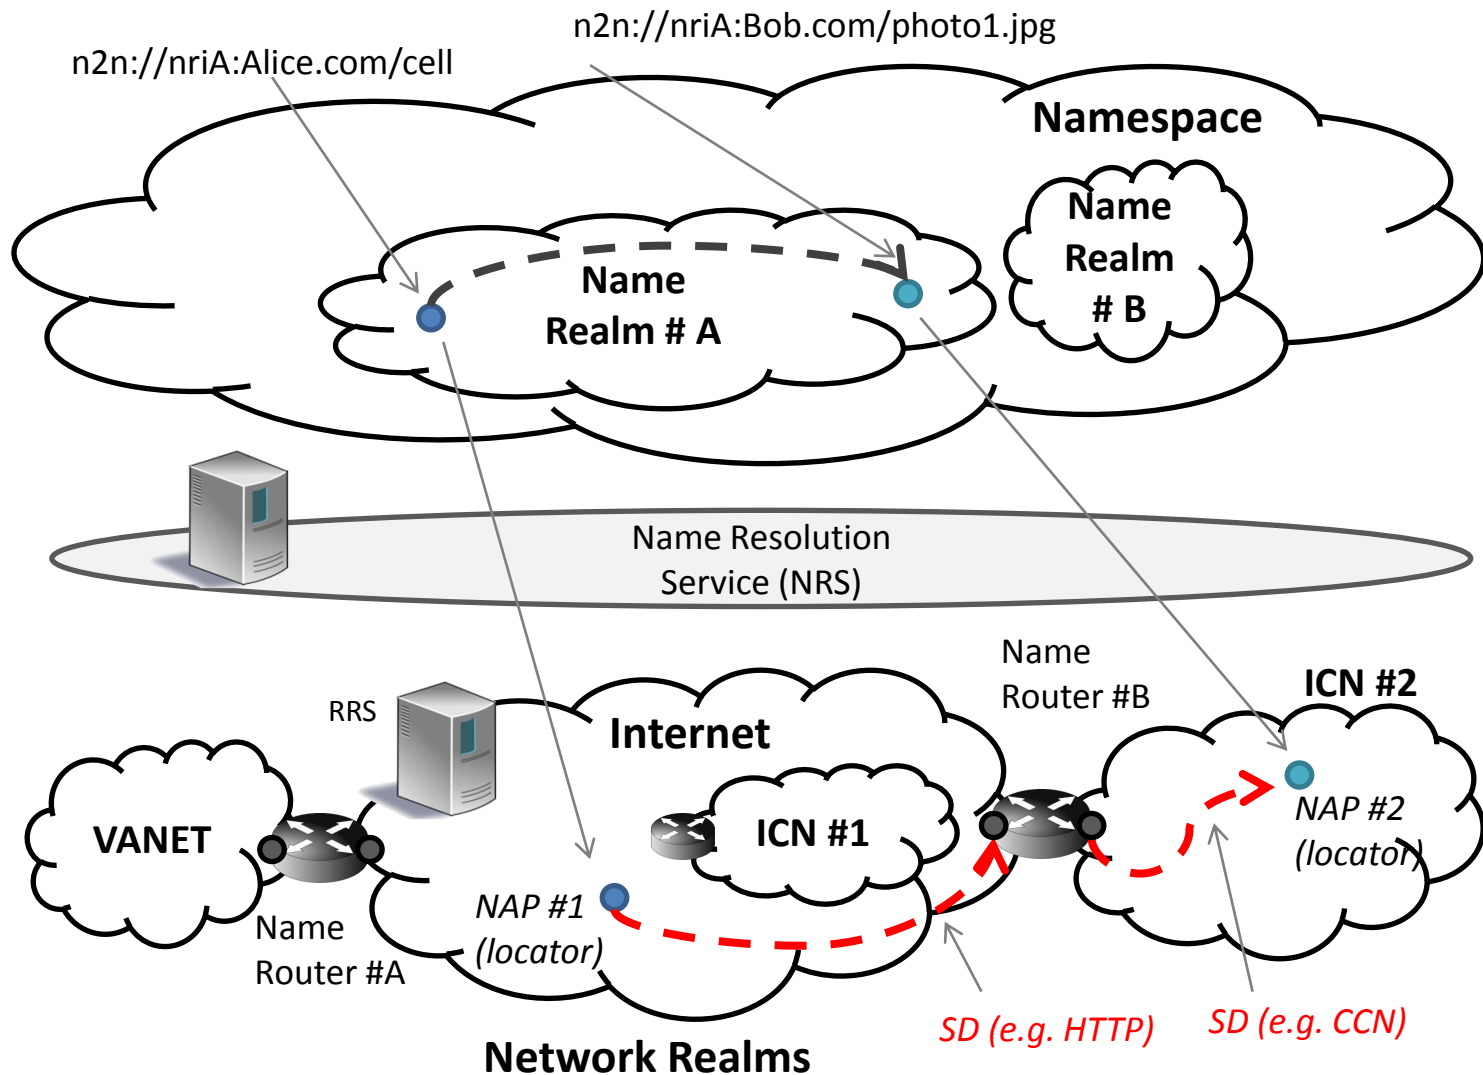 n2n://nriA:Bob.com/photo1.jpg
n2n://nriA:Alice.com/cell
Namespace
Name
Realm
# B
Name
Realm # A
Name Resolution
Service (NRS)
Name
Router #B
ICN #2
RRS
Internet
VANET
ICN #1
NAP #2
(locator)
NAP #1
(locator)
Name
Router #A
SD (e.g. HTTP)
SD (e.g. CCN)
Network Realms